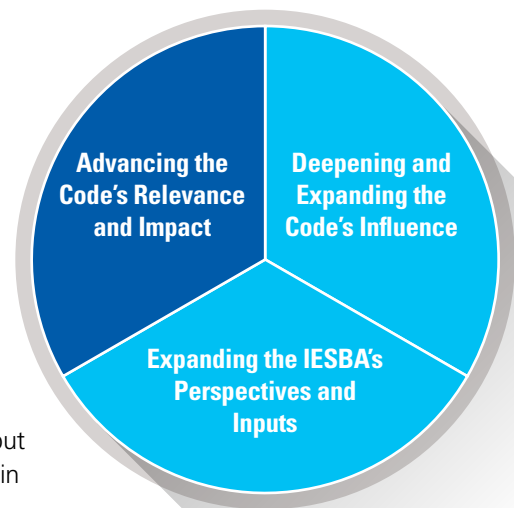 Advancing the
Code's Relevance
and Impact
Deepening and
Expanding the
Code's Influence
Expanding the IESBA's
Perspectives and
Inputs
in